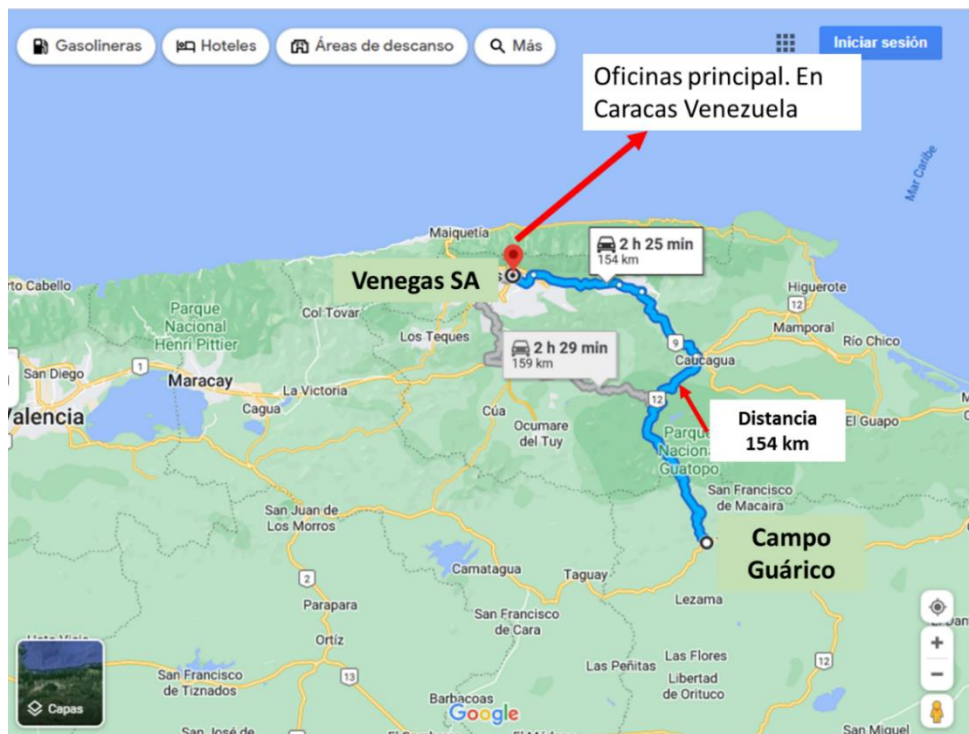 Gasolineras
Hoteles
Áreas de descanso
Más
Iniciar sesión
Oficinas principal. En
Caracas Venezuela
Mar Caribe
Maiquetía
2 h 25 min
154 km
Venegas SA
s
rto Cabello
Parque
Nacional
Henri Pittier
Col Tovar
Higuerote
12
Mamporal
Los Teques
2 h 29 min
159 km
9
Caucagua
Río Chico
San Diego
1
Maracay
La Victoria
Valencia
Cagua
Cúa
12
Ocumare
del Tuy
Distancia
154 km
El Guapo
Parque
Nacional
Guatopo
San Francisco
de Macaira
San Juan de
Los Morros
Campo
Guárico
Camatagua
Taguay
2
Lezama
Parapara
San Francisco
de Cara
Ortíz
Las Peñitas
Las Flores
12
San Francisco
de Tiznados
13
Libertad
de Orituco
Capas
Barbacoas
Google
San José de
San Miguel